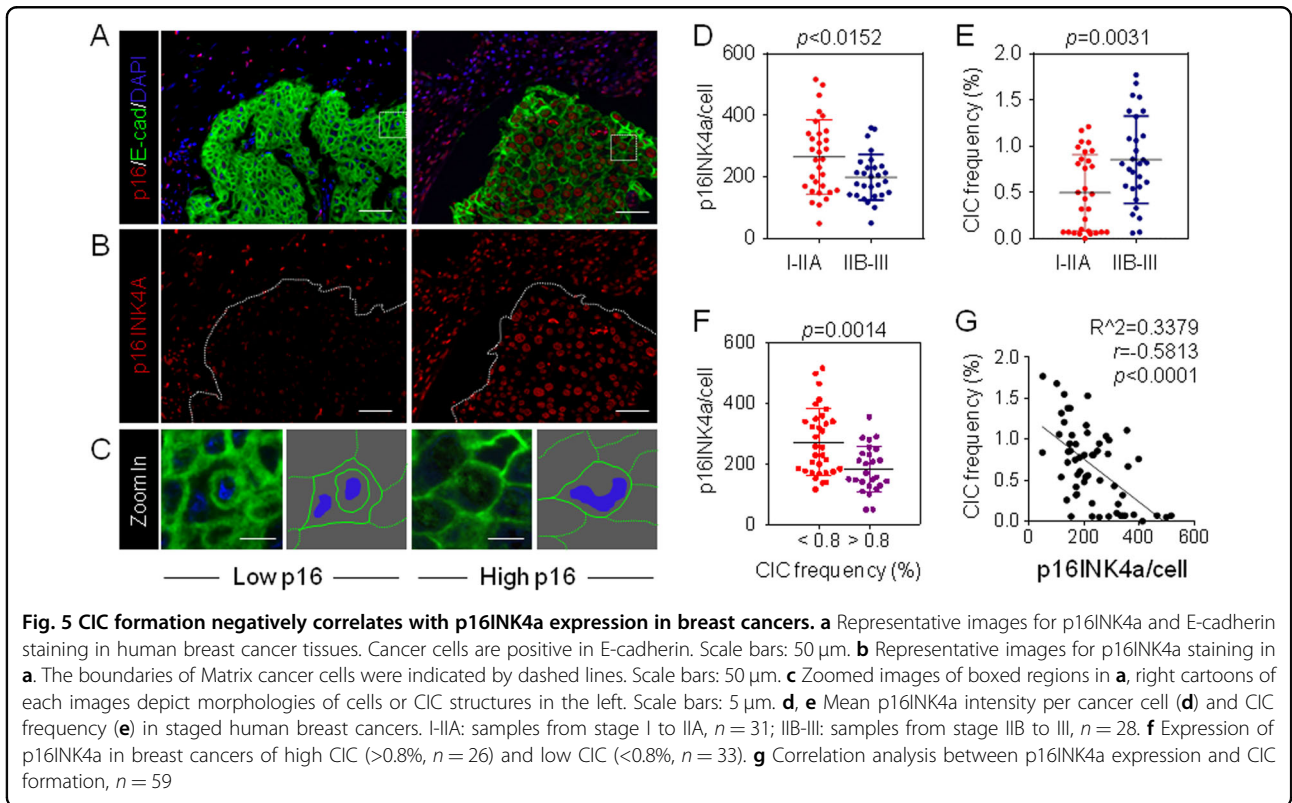 A
p16/E-cad/DAPI
B
p16INK4A
C
Zoom In
Low p16
High p16
D
p<0.0152
p16INK4a/cell
600
400
200
0
I-IIA IIB-III
E
p=0.0031
CIC frequency (%)
2.0
1.5
1.0
0.5
0.0
I-IIA IIB-III
F
p=0.0014
p16INK4a/cell
600
400
200
0
< 0.8 > 0.8
CIC frequency (%)
G
R^2=0.3379
r=-0.5813
p<0.0001
CIC frequency (%)
2.0
1.5
1.0
0.5
0.0
0 200 400 600
p16INK4a/cell
Fig. 5 CIC formation negatively correlates with p16INK4a expression in breast cancers. a Representative images for p16INK4a and E-cadherin
staining in human breast cancer tissues. Cancer cells are positive in E-cadherin. Scale bars: 50 μm. b Representative images for p16INK4a staining in
a. The boundaries of Matrix cancer cells were indicated by dashed lines. Scale bars: 50 μm. c Zoomed images of boxed regions in a, right cartoons of
each images depict morphologies of cells or CIC structures in the left. Scale bars: 5 μm. d, e Mean p16INK4a intensity per cancer cell (d) and CIC
frequency (e) in staged human breast cancers. I-IIA: samples from stage I to IIA, n = 31; IIB-III: samples from stage IIB to III, n = 28. f Expression of
p16INK4a in breast cancers of high CIC (>0.8%, n = 26) and low CIC (<0.8%, n = 33). g Correlation analysis between p16INK4a expression and CIC
formation, n = 59